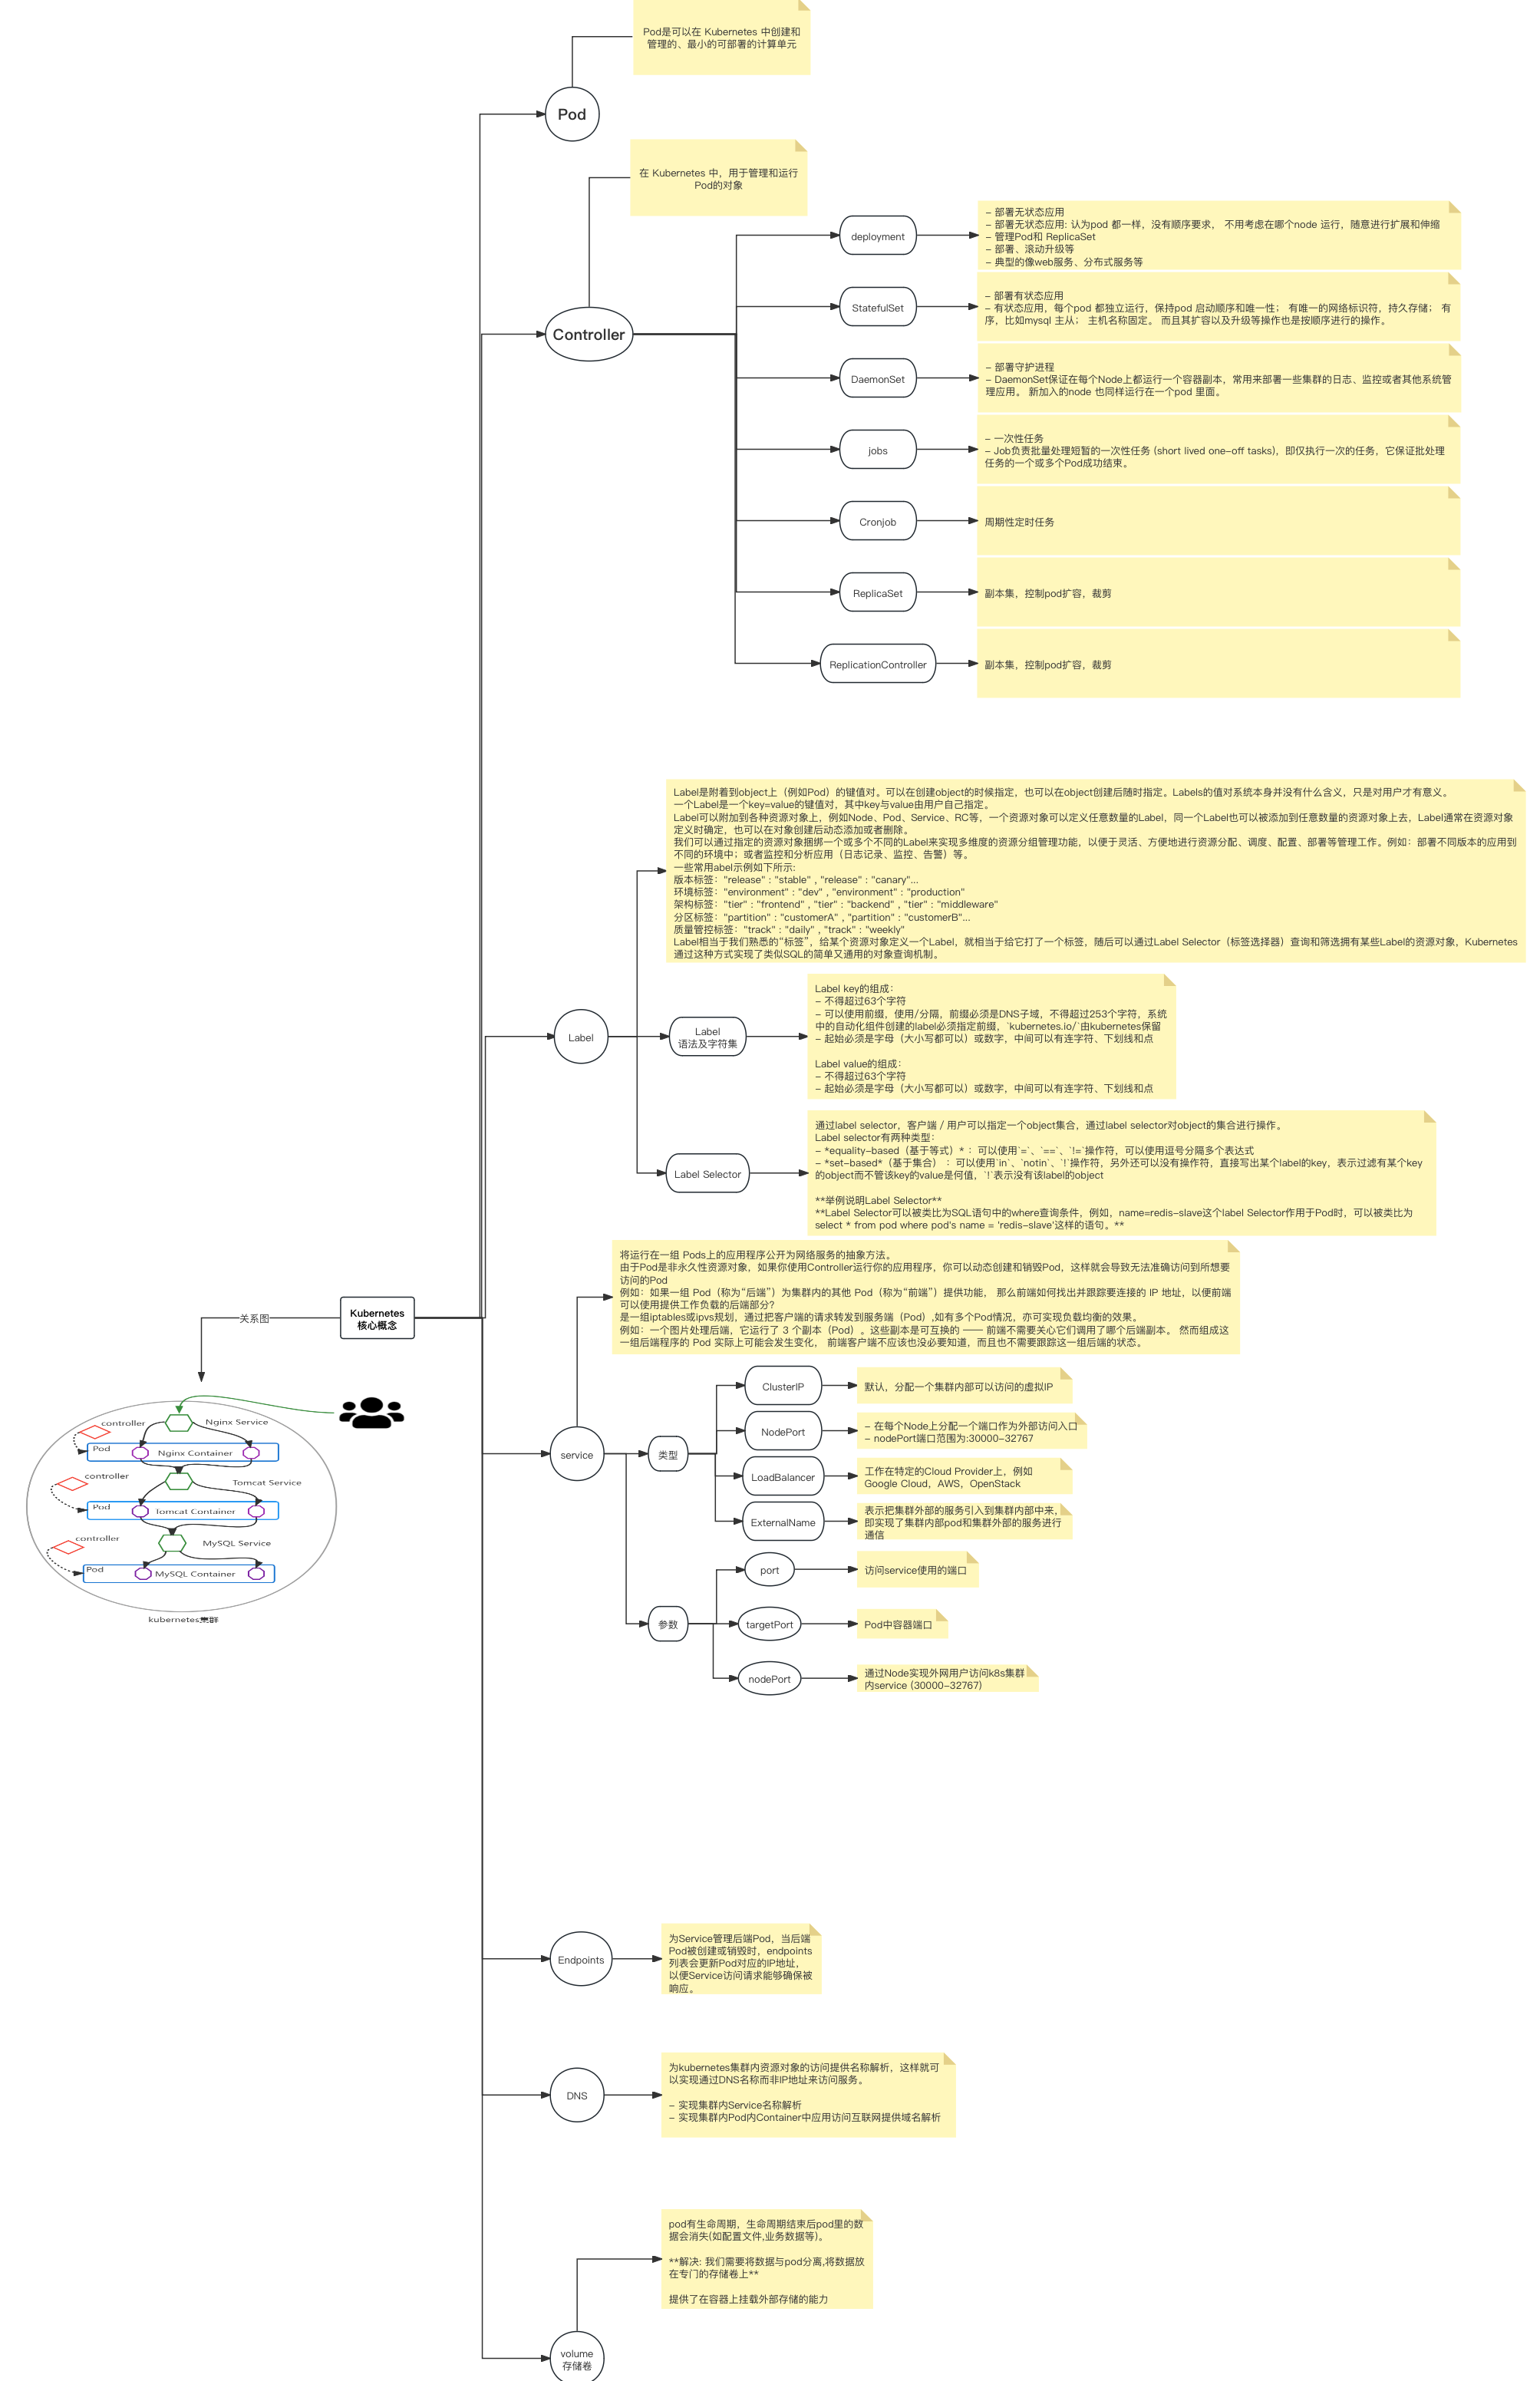 Pod是可以在 Kubernetes 中创建和
管理的、最小的可部署的计算单元
Pod
在 Kubernetes 中，用于管理和运行
Pod的对象
Controller
deployment
- 部署无状态应用
- 部署无状态应用: 认为pod 都一样，没有顺序要求， 不用考虑在哪个node 运行，随意进行扩展和伸缩
- 管理Pod和 ReplicaSet
- 部署、滚动升级等
- 典型的像web服务、分布式服务等
StatefulSet
- 部署有状态应用
- 有状态应用，每个pod 都独立运行，保持pod 启动顺序和唯一性； 有唯一的网络标识符，持久存储； 有
序，比如mysql 主从； 主机名称固定。 而且其扩容以及升级等操作也是按顺序进行的操作。
DaemonSet
- 部署守护进程
- DaemonSet保证在每个Node上都运行一个容器副本，常用来部署一些集群的日志、监控或者其他系统管
理应用。 新加入的node 也同样运行在一个pod 里面。
jobs
- 一次性任务
- Job负责批量处理短暂的一次性任务 (short lived one-off tasks)，即仅执行一次的任务，它保证批处理
任务的一个或多个Pod成功结束。
Cronjob
周期性定时任务
ReplicaSet
副本集，控制pod扩容，裁剪
ReplicationController
副本集，控制pod扩容，裁剪
Label是附着到object上（例如Pod）的键值对。可以在创建object的时候指定，也可以在object创建后随时指定。Labels的值对系统本身并没有什么含义，只是对用户才有意义。
一个Label是一个key=value的键值对，其中key与value由用户自己指定。
Label可以附加到各种资源对象上，例如Node、Pod、Service、RC等，一个资源对象可以定义任意数量的Label，同一个Label也可以被添加到任意数量的资源对象上去，Label通常在资源对象
定义时确定，也可以在对象创建后动态添加或者删除。
我们可以通过指定的资源对象捆绑一个或多个不同的Label来实现多维度的资源分组管理功能，以便于灵活、方便地进行资源分配、调度、配置、部署等管理工作。例如：部署不同版本的应用到
不同的环境中；或者监控和分析应用（日志记录、监控、告警）等。
一些常用abel示例如下所示:
版本标签："release" : "stable" , "release" : "canary"...
环境标签："environment" : "dev" , "environment" : "production"
架构标签："tier" : "frontend" , "tier" : "backend" , "tier" : "middleware"
分区标签："partition" : "customerA" , "partition" : "customerB"...
质量管控标签："track" : "daily" , "track" : "weekly"
Label相当于我们熟悉的“标签”，给某个资源对象定义一个Label，就相当于给它打了一个标签，随后可以通过Label Selector（标签选择器）查询和筛选拥有某些Label的资源对象，Kubernetes
通过这种方式实现了类似SQL的简单又通用的对象查询机制。
Label
Label
语法及字符集
Label key的组成：
- 不得超过63个字符
- 可以使用前缀，使用/分隔，前缀必须是DNS子域，不得超过253个字符，系统
中的自动化组件创建的label必须指定前缀，`kubernetes.io/`由kubernetes保留
- 起始必须是字母（大小写都可以）或数字，中间可以有连字符、下划线和点
Label value的组成：
- 不得超过63个字符
- 起始必须是字母（大小写都可以）或数字，中间可以有连字符、下划线和点
Label Selector
通过label selector，客户端／用户可以指定一个object集合，通过label selector对object的集合进行操作。
Label selector有两种类型：
- *equality-based（基于等式）* ：可以使用`=`、`==`、`!=`操作符，可以使用逗号分隔多个表达式
- *set-based*（基于集合） ：可以使用`in`、`notin`、`!`操作符，另外还可以没有操作符，直接写出某个label的key，表示过滤有某个key
的object而不管该key的value是何值，`!`表示没有该label的object
**举例说明Label Selector**
**Label Selector可以被类比为SQL语句中的where查询条件，例如，name=redis-slave这个label Selector作用于Pod时，可以被类比为
select * from pod where pod's name = 'redis-slave'这样的语句。**
将运行在一组 Pods上的应用程序公开为网络服务的抽象方法。
由于Pod是非永久性资源对象，如果你使用Controller运行你的应用程序，你可以动态创建和销毁Pod，这样就会导致无法准确访问到所想要
访问的Pod
例如：如果一组 Pod（称为“后端”）为集群内的其他 Pod（称为“前端”）提供功能， 那么前端如何找出并跟踪要连接的 IP 地址，以便前端
可以使用提供工作负载的后端部分？
是一组iptables或ipvs规划，通过把客户端的请求转发到服务端（Pod）,如有多个Pod情况，亦可实现负载均衡的效果。
例如：一个图片处理后端，它运行了 3 个副本（Pod）。这些副本是可互换的 —— 前端不需要关心它们调用了哪个后端副本。 然而组成这
一组后端程序的 Pod 实际上可能会发生变化， 前端客户端不应该也没必要知道，而且也不需要跟踪这一组后端的状态。
关系图
Kubernetes
核心概念
service
类型
ClusterIP
默认，分配一个集群内部可以访问的虚拟IP
NodePort
- 在每个Node上分配一个端口作为外部访问入口
- nodePort端口范围为:30000-32767
LoadBalancer
工作在特定的Cloud Provider上，例如
Google Cloud，AWS，OpenStack
ExternalName
表示把集群外部的服务引入到集群内部中来，
即实现了集群内部pod和集群外部的服务进行
通信
参数
port
访问service使用的端口
targetPort
Pod中容器端口
nodePort
通过Node实现外网用户访问k8s集群
内service (30000-32767)
controller
Nginx Service
Pod
Nginx Container
controller
Tomcat Service
Pod
Tomcat Container
controller
MySQL Service
Pod
MySQL Container
kubernetes集群
Endpoints
为Service管理后端Pod，当后端
Pod被创建或销毁时，endpoints
列表会更新Pod对应的IP地址，
以便Service访问请求能够确保被
响应。
DNS
为kubernetes集群内资源对象的访问提供名称解析，这样就可
以实现通过DNS名称而非IP地址来访问服务。
- 实现集群内Service名称解析
- 实现集群内Pod内Container中应用访问互联网提供域名解析
pod有生命周期，生命周期结束后pod里的数
据会消失(如配置文件,业务数据等)。
**解决: 我们需要将数据与pod分离,将数据放
在专门的存储卷上**
提供了在容器上挂载外部存储的能力
volume
存储卷